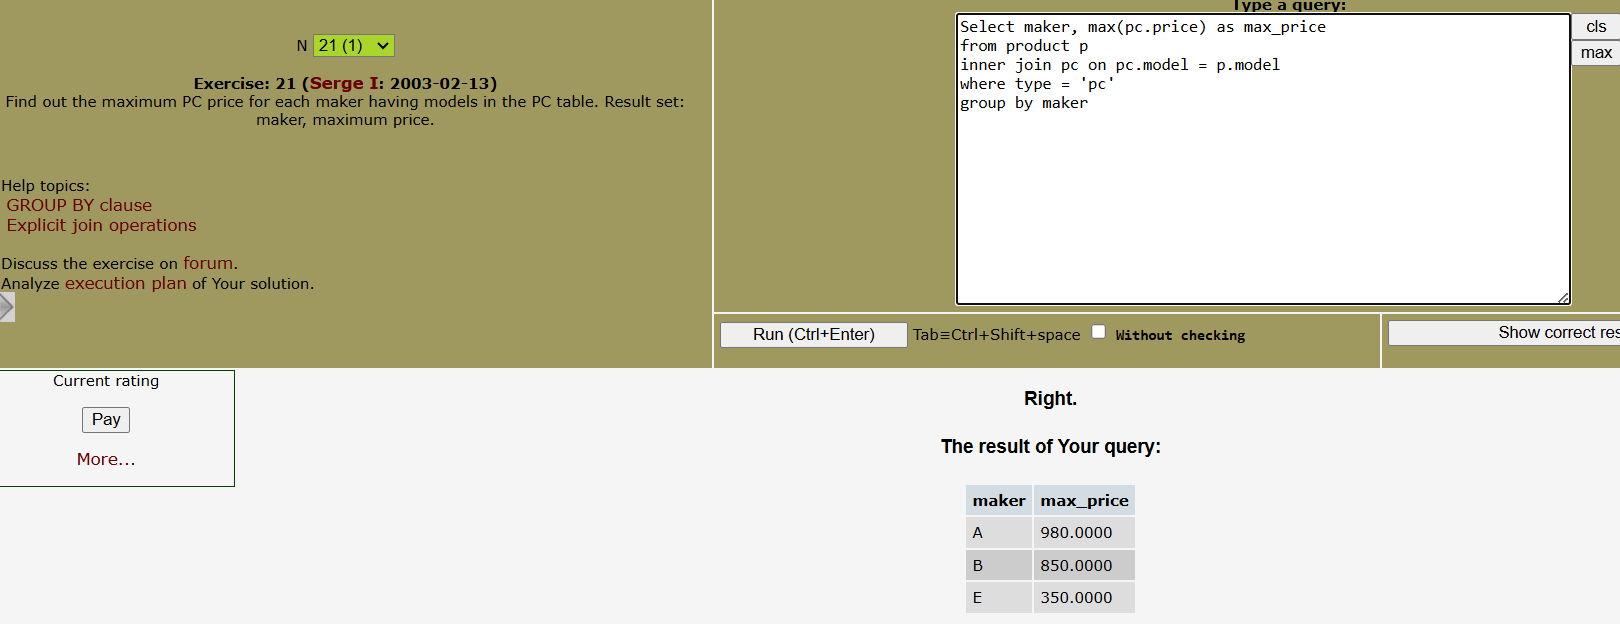 N 21 (1)
Exercise: 21 (Serge I: 2003-02-13)
Find out the maximum PC price for each maker having models in the PC table. Result set:
maker, maximum price.
Help topics:
GROUP BY clause
Explicit join operations
Discuss the exercise on forum.
Analyze execution plan of Your solution.
Type a query:
Select maker, max(pc.price) as max_price
from product p
inner join pc on pc.model = p.model
where type = 'pc'
group by maker
cls
max
Run (Ctrl+Enter) Tab≡Ctrl+Shift+space Without checking
Show correct res
Current rating
Pay
More...
Right.
The result of Your query:
maker max_price
A 980.0000
B 850.0000
E 350.0000